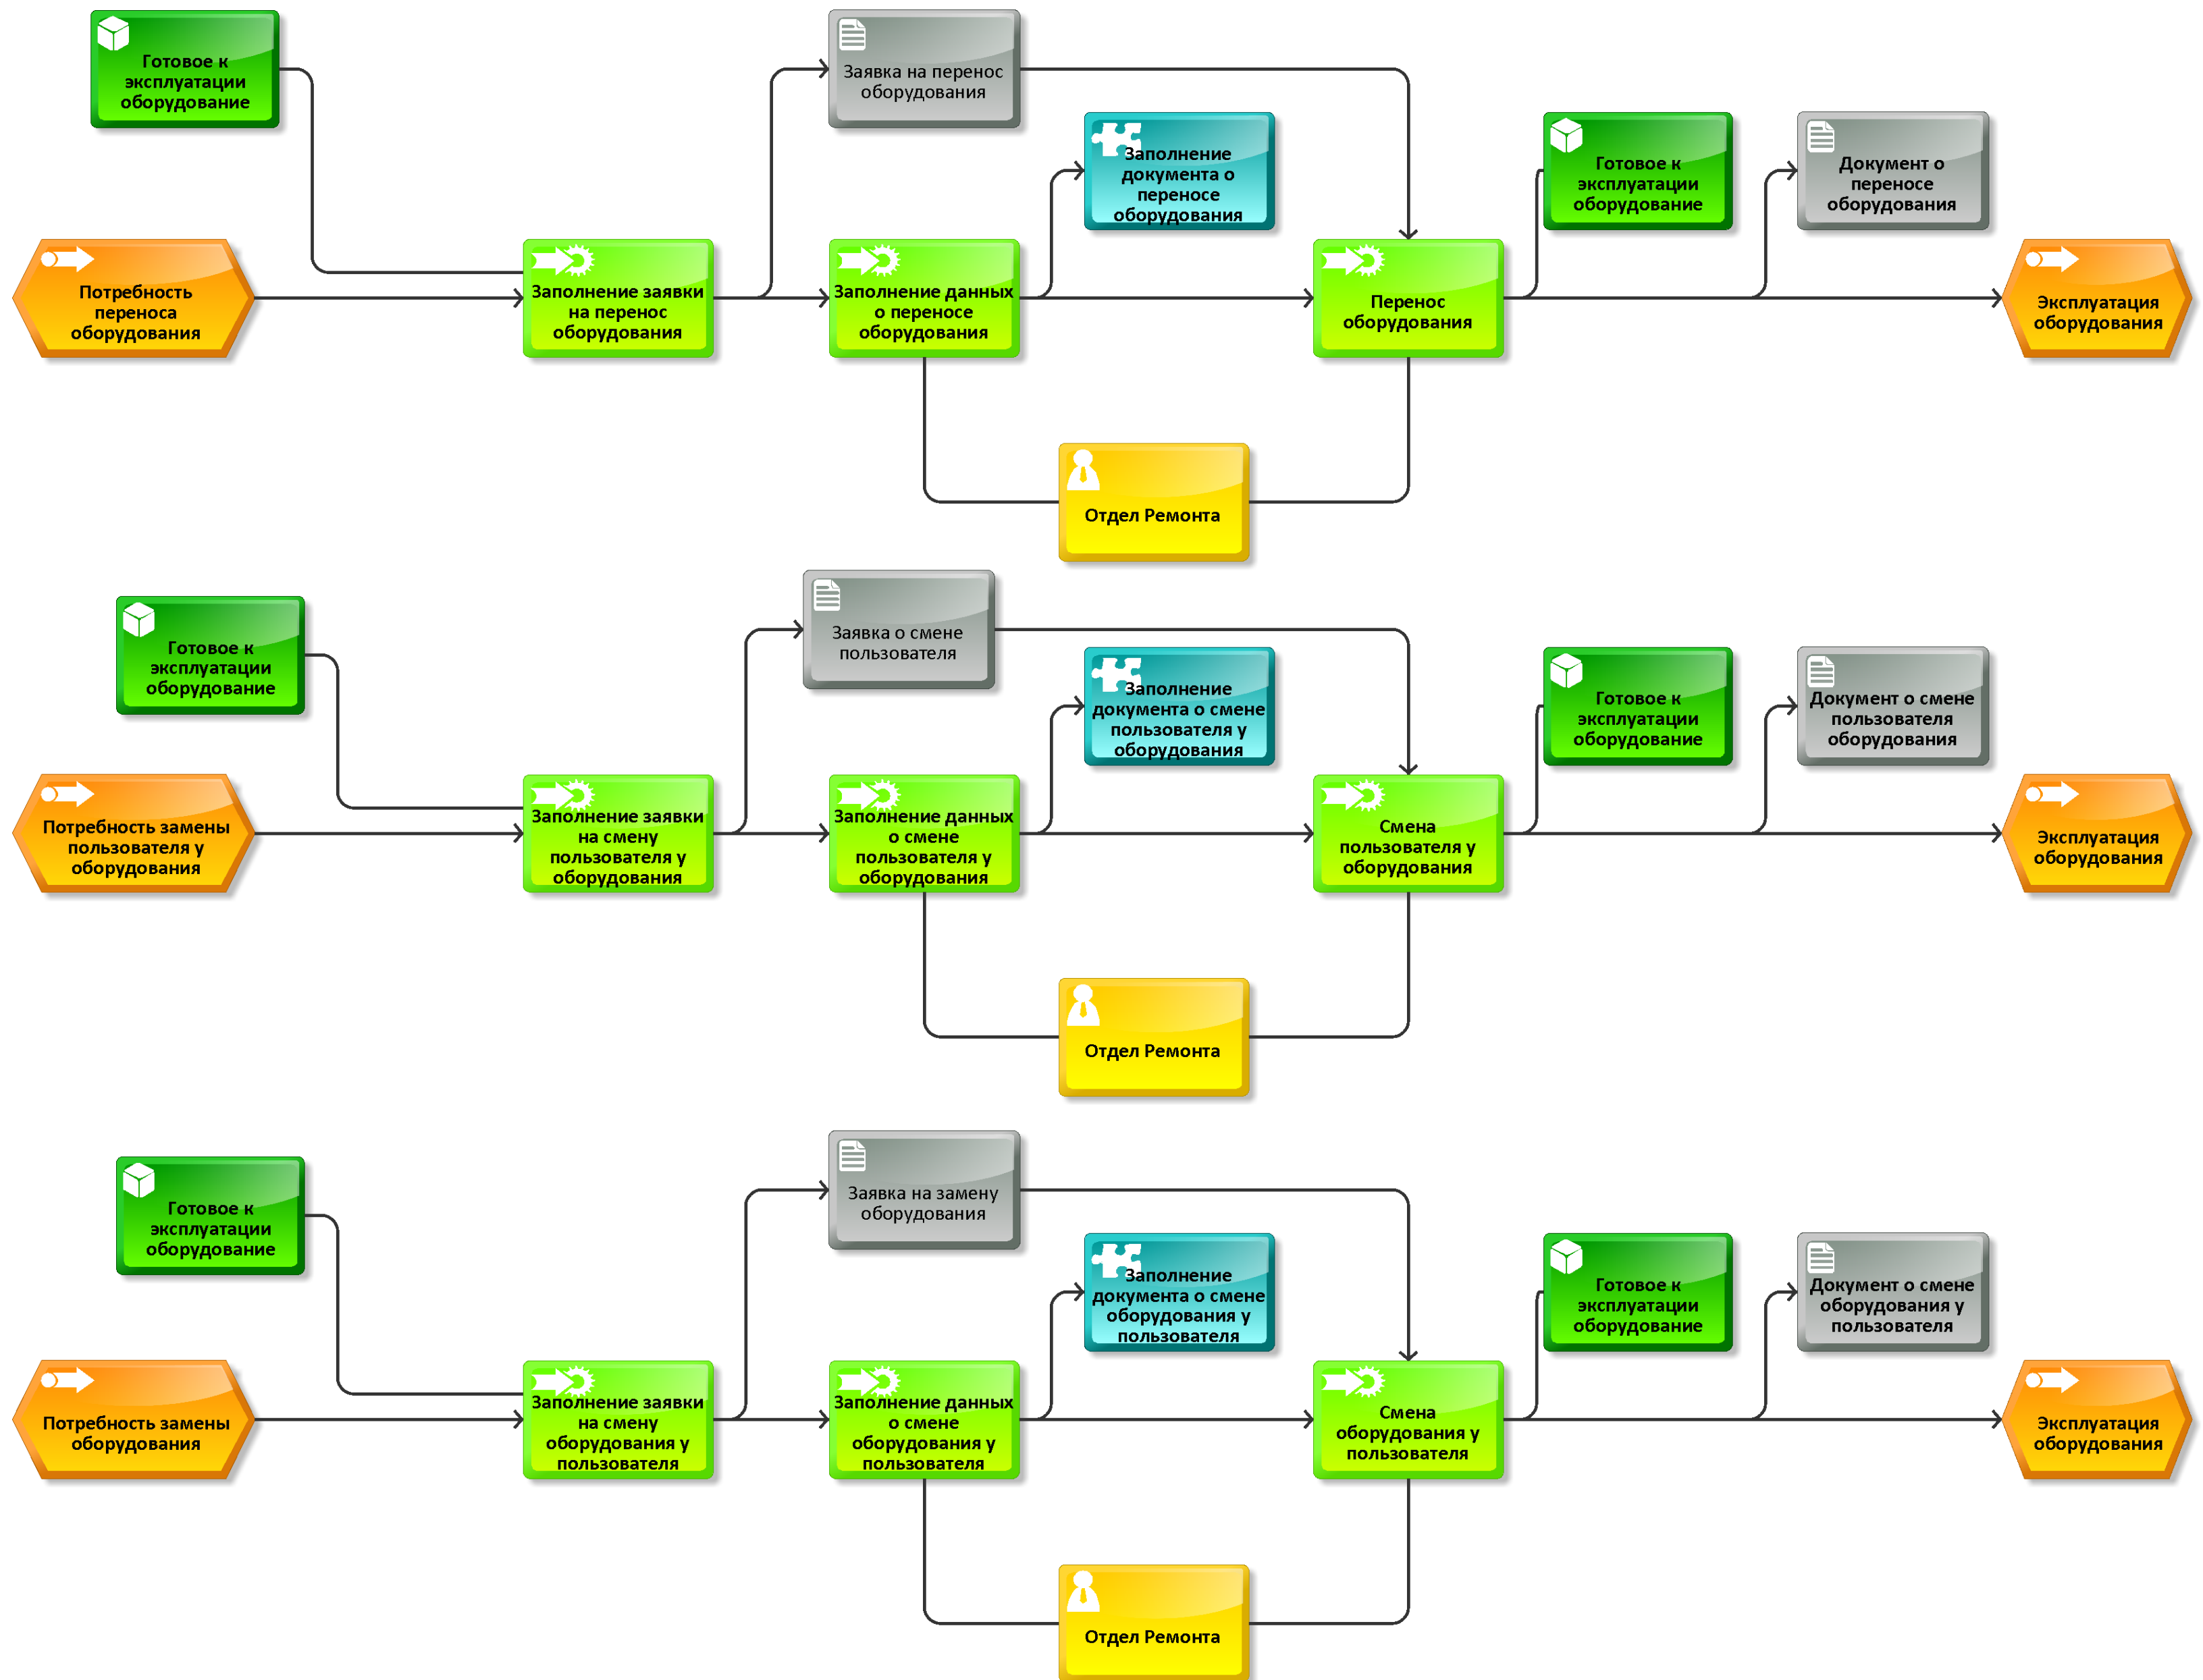 Готовое к
эксплуатации
оборудование
Заявка на перенос
оборудования
Заполнение
документа о
переносе
оборудования
Готовое к
эксплуатации
оборудование
Документ о
переносе
оборудования
Потребность
переноса
оборудования
Заполнение заявки
на перенос
оборудования
Заполнение данных
о переносе
оборудования
Перенос
оборудования
Эксплуатация
оборудования
Отдел Ремонта
Готовое к
эксплуатации
оборудование
Заявка о смене
пользователя
Заполнение
документа о смене
пользователя у
оборудования
Готовое к
эксплуатации
оборудование
Документ о смене
пользователя
оборудования
Потребность замены
пользователя у
оборудования
Заполнение заявки
на смену
пользователя у
оборудования
Заполнение данных
о смене
пользователя у
оборудования
Смена
пользователя у
оборудования
Эксплуатация
оборудования
Отдел Ремонта
Готовое к
эксплуатации
оборудование
Заявка на замену
оборудования
Заполнение
документа о смене
оборудования у
пользователя
Готовое к
эксплуатации
оборудование
Документ о смене
оборудования у
пользователя
Потребность замены
оборудования
Заполнение заявки
на смену
оборудования у
пользователя
Заполнение данных
о смене
оборудования у
пользователя
Смена
оборудования у
пользователя
Эксплуатация
оборудования
Отдел Ремонта